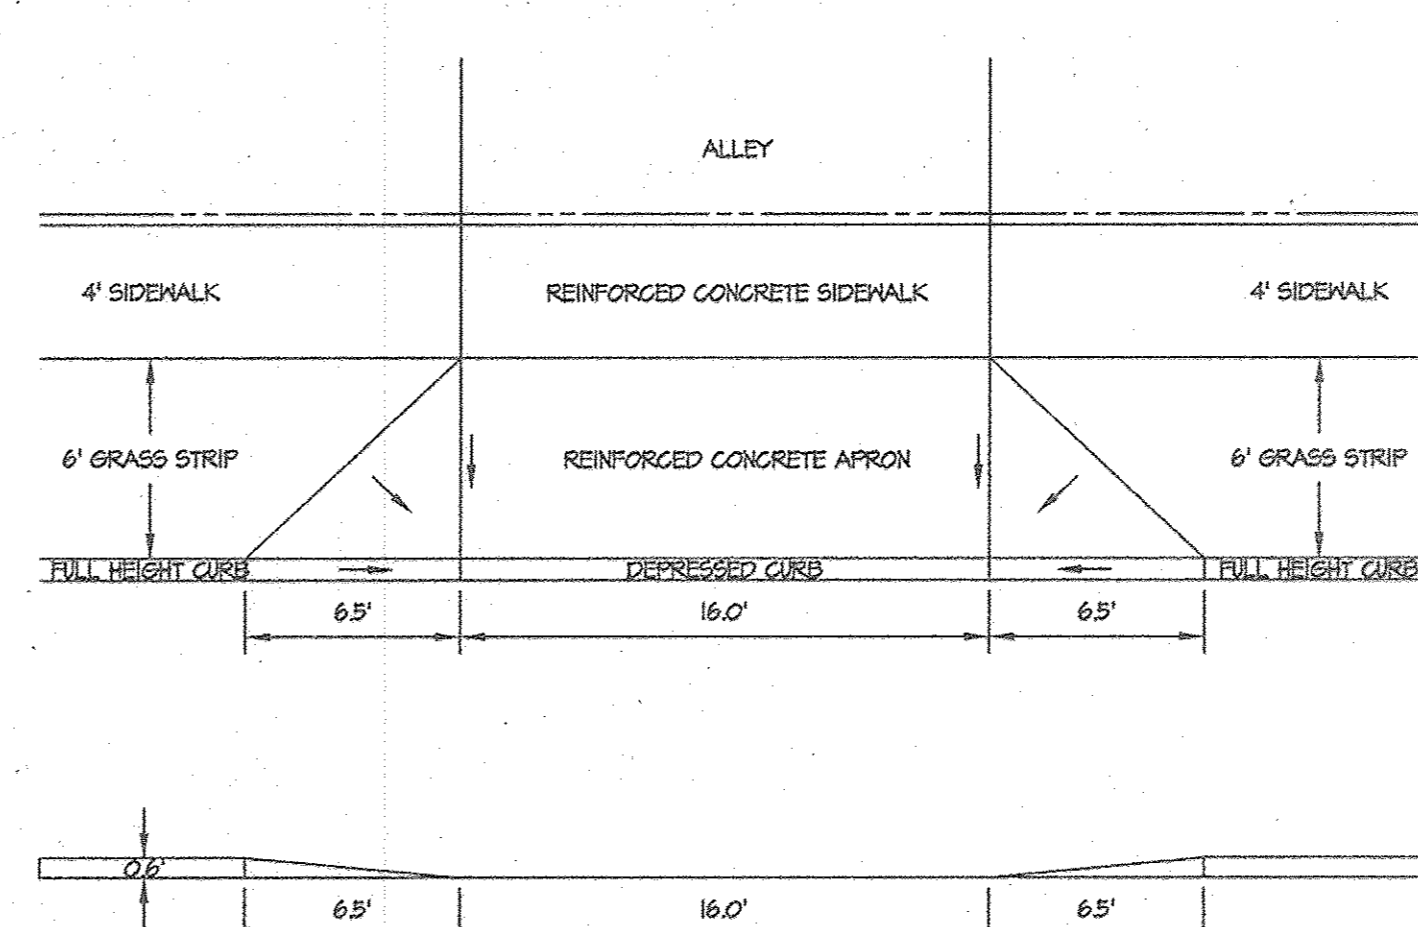 ALLEY
4' SIDEWALK
REINFORCED CONCRETE SIDEWALK
4' SIDEWALK
6' GRASS STRIP
REINFORCED CONCRETE APRON
6' GRASS STRIP
FULL HEIGHT CURB
DEPRESSED CURB
FULL HEIGHT CURB
6.5'
16.0'
6.5'
0.6'
6.5'
16.0'
6.5'